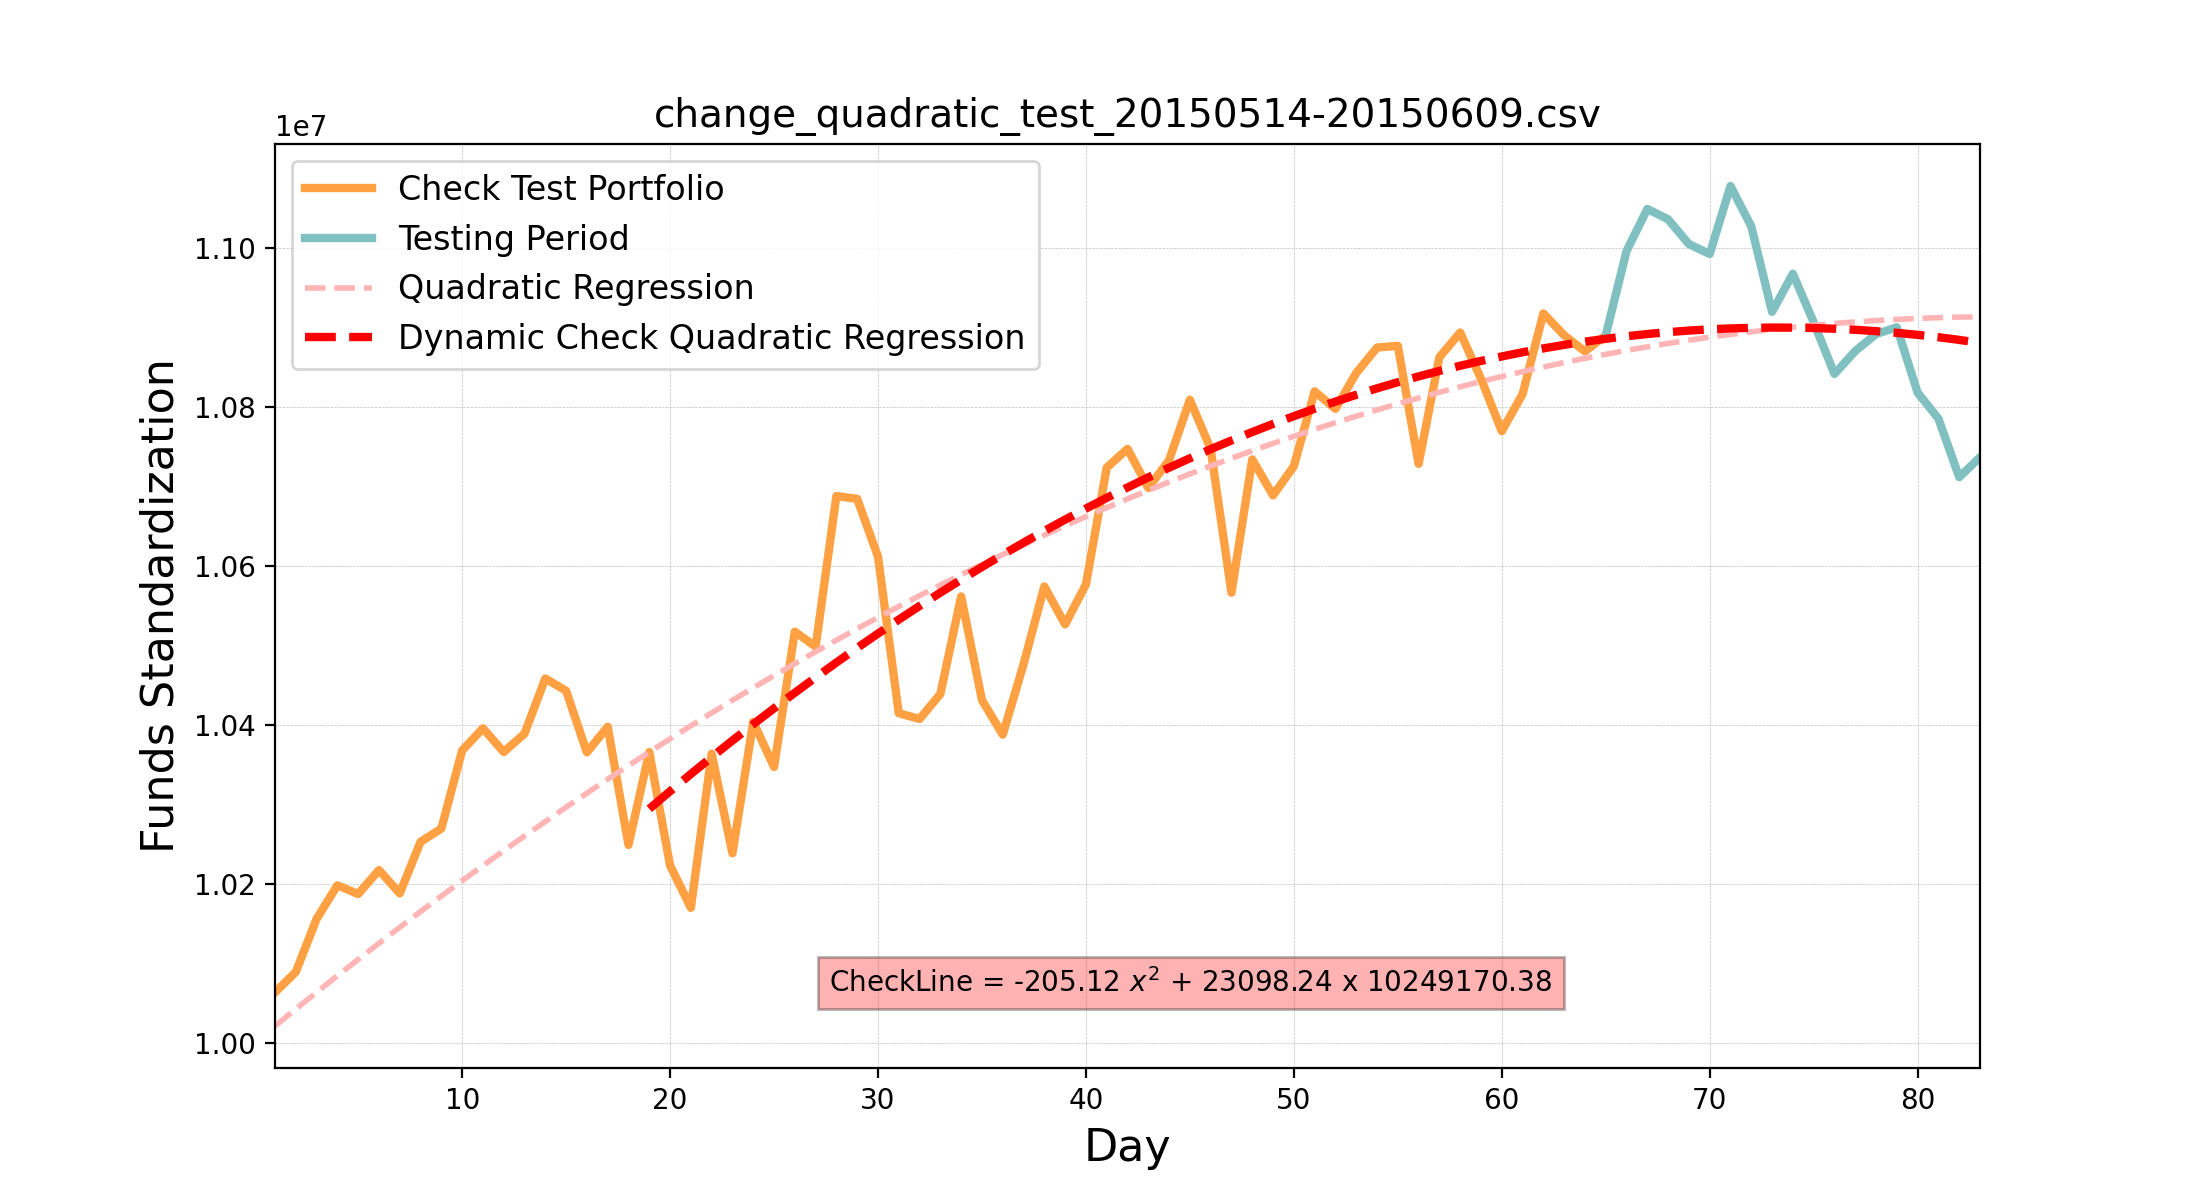 change_quadratic_test_20150514-20150609.csv
1e7
Check Test Portfolio
Testing Period
Quadratic Regression
Dynamic Check Quadratic Regression
1.10
1.08
1.06
1.04
1.02
1.00
Funds Standardization
CheckLine = -205.12 x² + 23098.24 x 10249170.38
10 20 30 40 50 60 70 80
Day